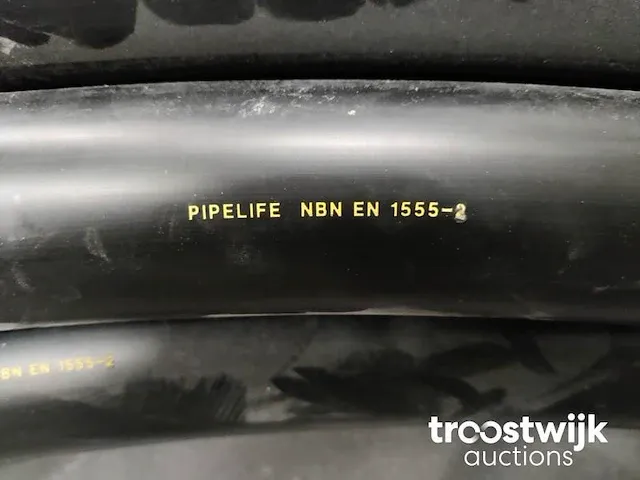 PIPELIFE NBN EN 1555-2
BN EN 1555-2
troostwijk
auctions